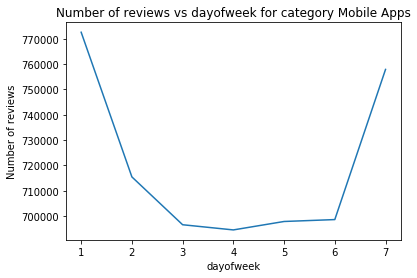 Number of reviews vs dayofweek for category Mobile Apps
770000
760000
750000
740000
730000
720000
710000
700000
Number of reviews
1 2 3 4 5 6 7
dayofweek